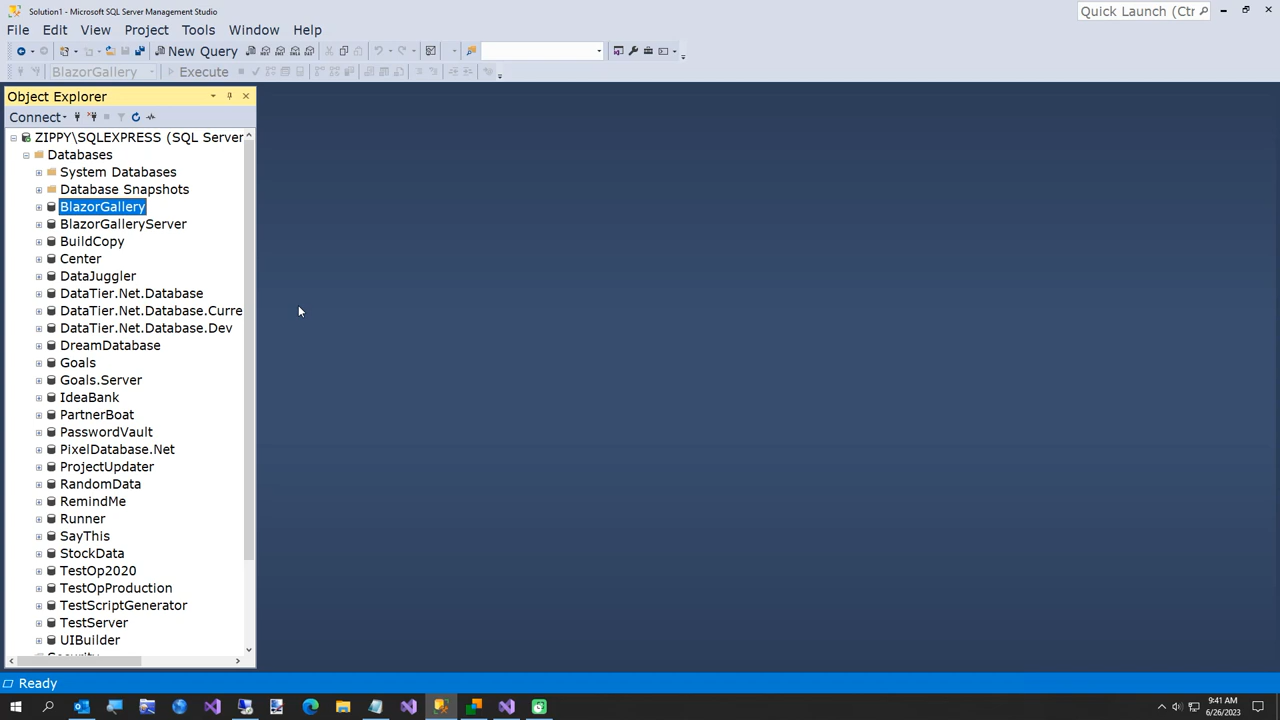 Solution1 - Microsoft SQL Server Management Studio
Quick Launch (Ctr
File Edit View Project Tools Window Help
New Query
BlazorGallery Execute
Object Explorer
Connect
ZIPPY\SQLEXPRESS (SQL Server
Databases
System Databases
Database Snapshots
BlazorGallery
BlazorGalleryServer
BuildCopy
Center
DataJuggler
DataTier.Net.Database
DataTier.Net.Database.Curre
DataTier.Net.Database.Dev
DreamDatabase
Goals
Goals.Server
IdeaBank
PartnerBoat
PasswordVault
PixelDatabase.Net
ProjectUpdater
RandomData
RemindMe
Runner
SayThis
StockData
TestOp2020
TestOpProduction
TestScriptGenerator
TestServer
UIBuilder
Ready
9:41 AM
6/26/2023